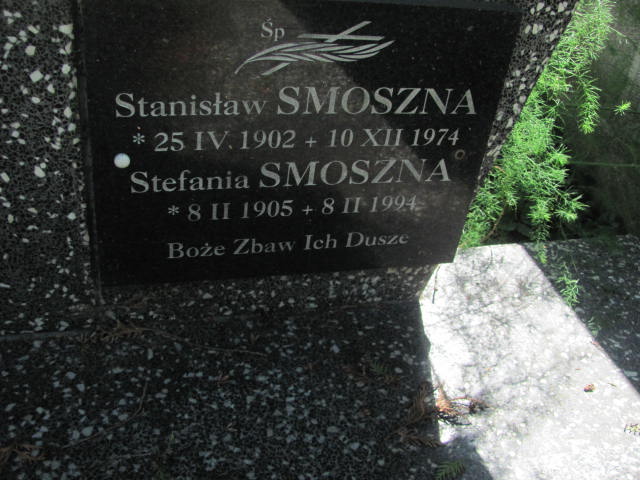 Śp
Stanisław SMOSZNA
* 25 IV. 1902 + 10 XII 1974
Stefania SMOSZNA
* 8 II 1905 + 8 II 1994
Boże Zbaw Ich Dusze